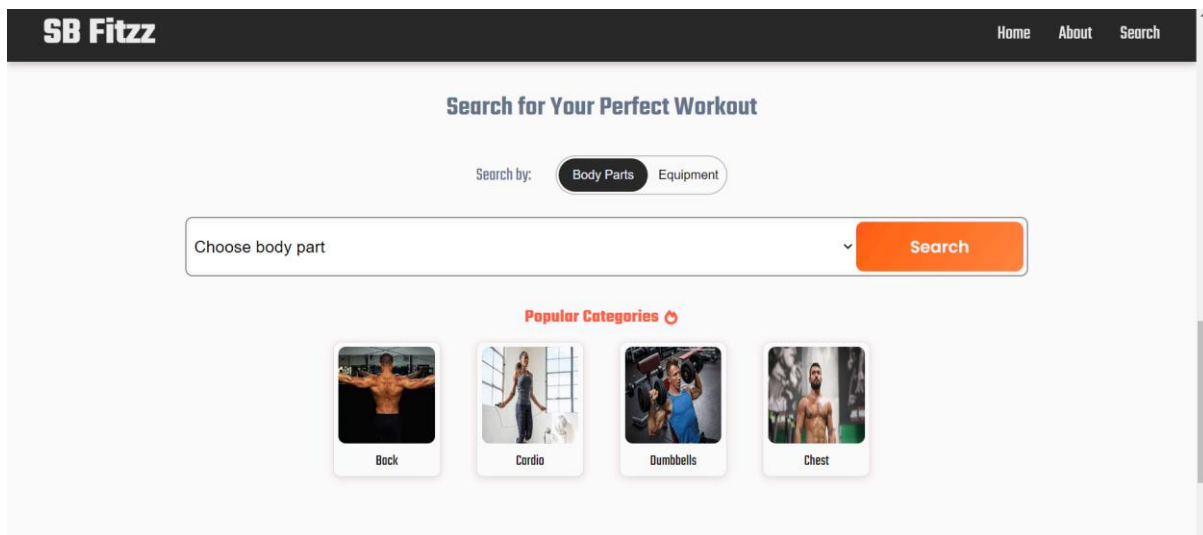 SB Fitzz
Home About Search
Search for Your Perfect Workout
Search by: Body Parts Equipment
Choose body part Search
Popular Categories
Back Cardio Dumbbells Chest